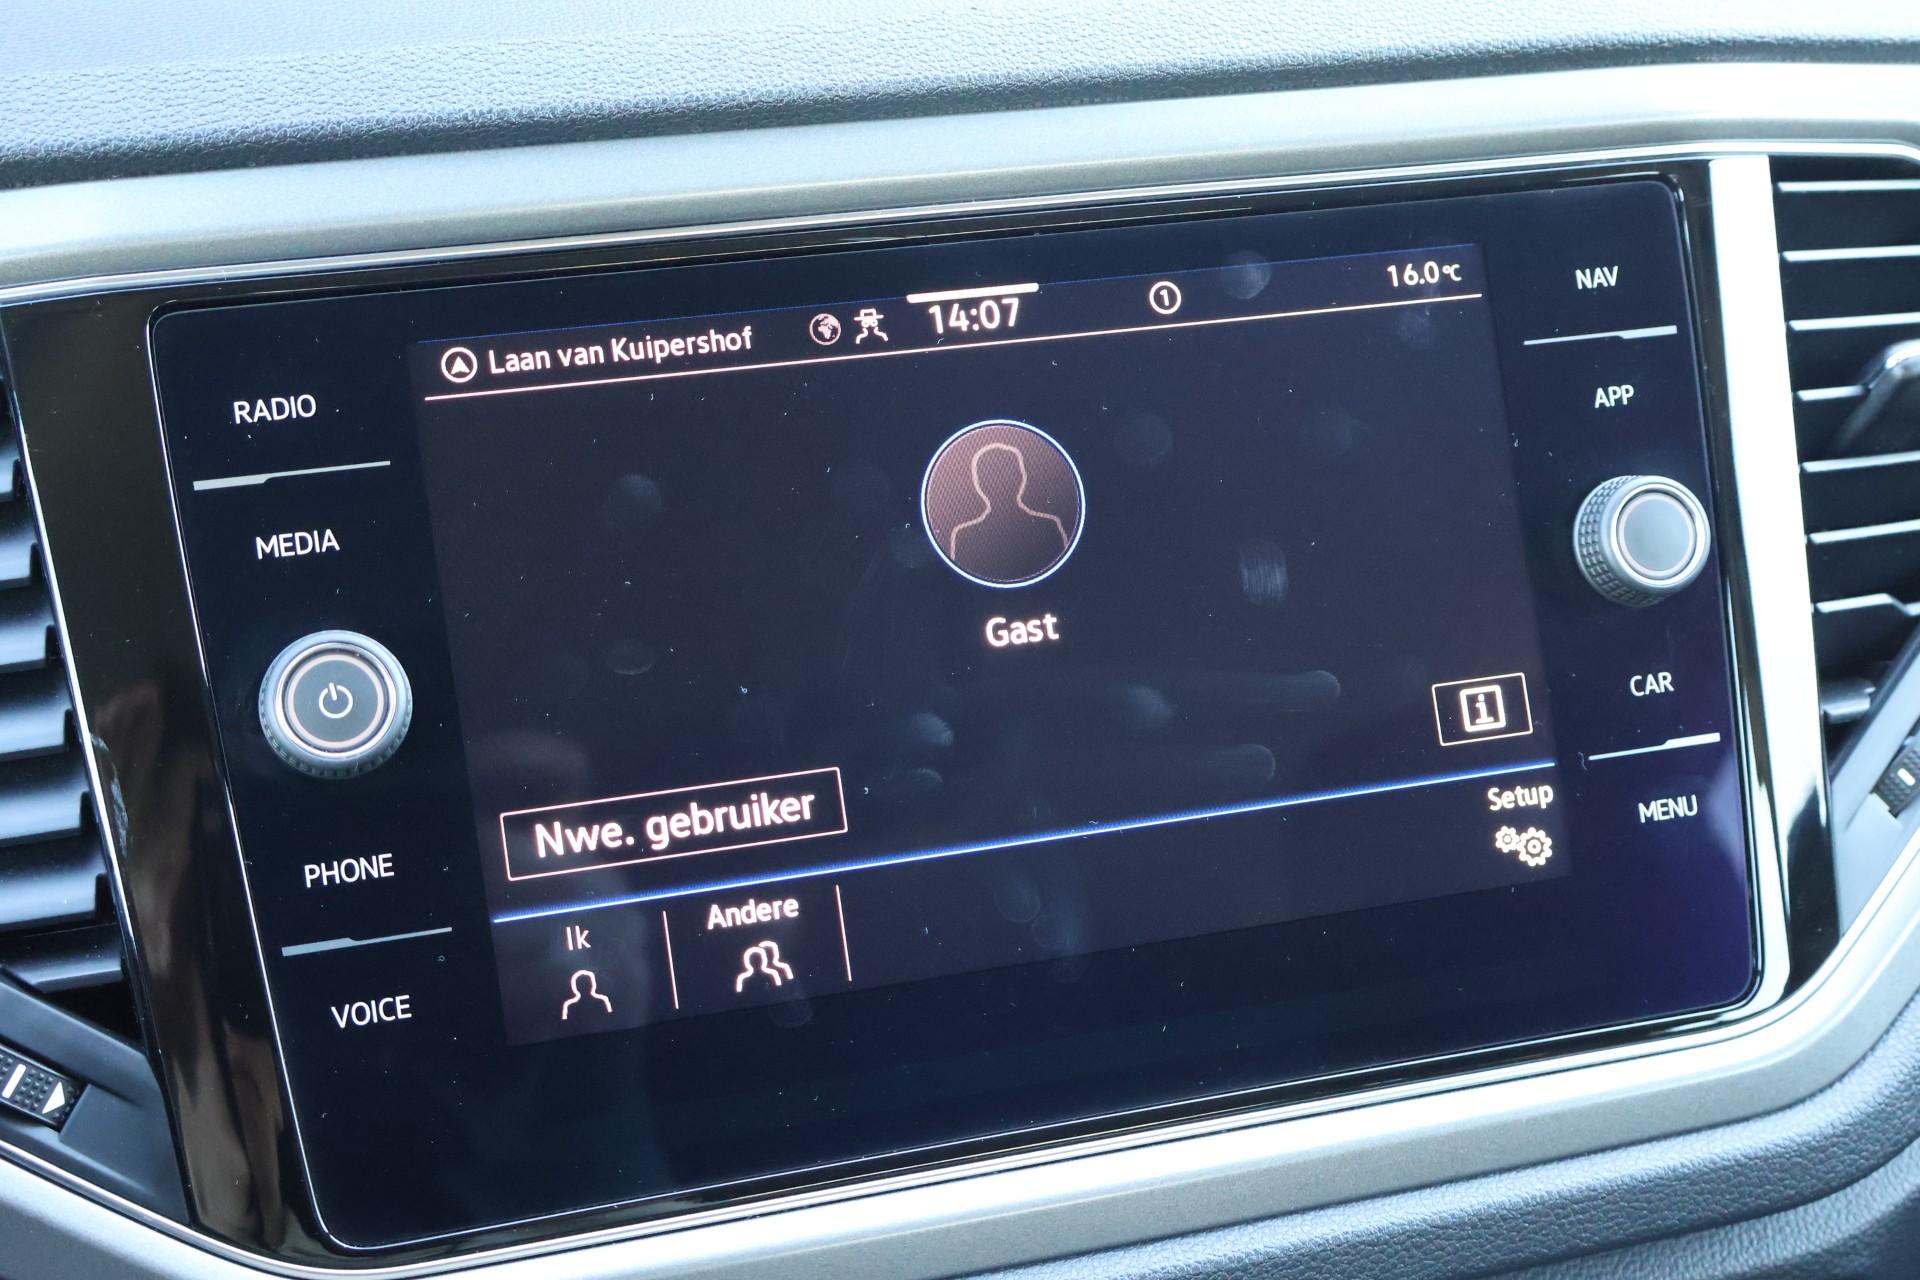 Laan van Kuipershof 14:07 1 16.0°C
NAV
RADIO
APP
MEDIA
Gast
i
CAR
Nwe. gebruiker
Setup
MENU
PHONE
Ik
Andere
VOICE